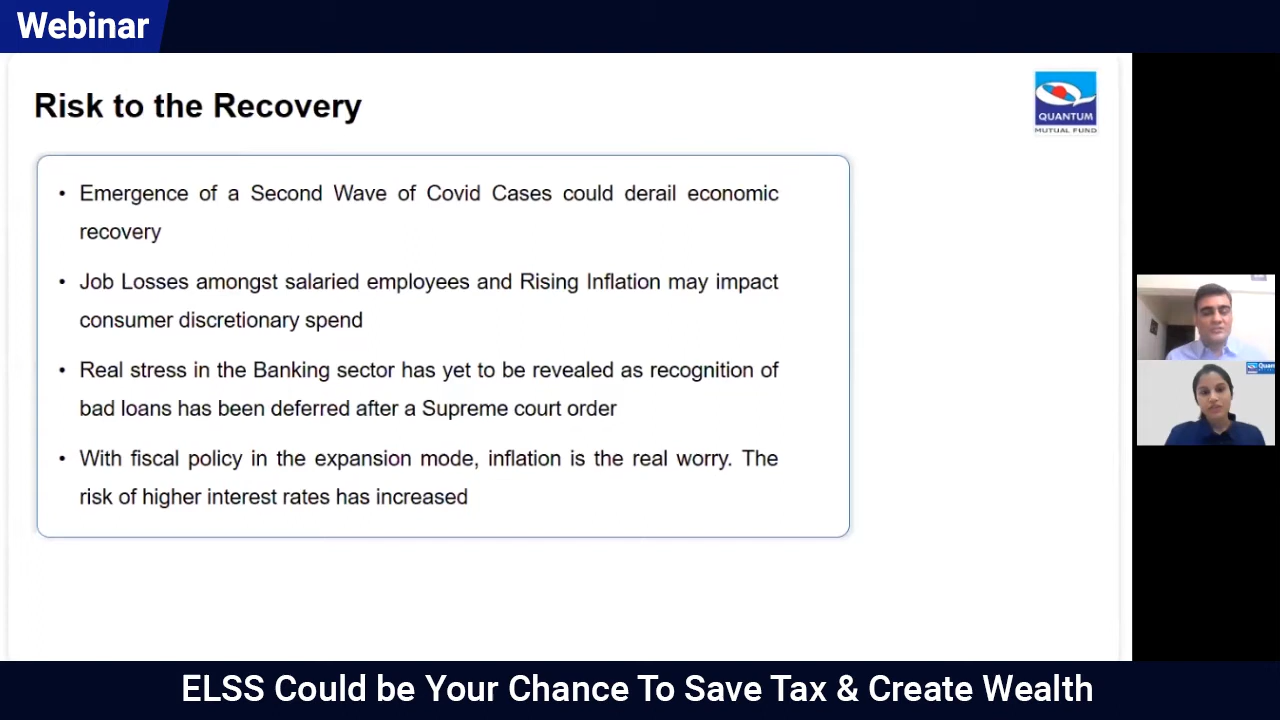 Webinar
Risk to the Recovery
QUANTUM
MUTUAL FUND
• Emergence of a Second Wave of Covid Cases could derail economic
recovery
• Job Losses amongst salaried employees and Rising Inflation may impact
consumer discretionary spend
• Real stress in the Banking sector has yet to be revealed as recognition of
bad loans has been deferred after a Supreme court order
• With fiscal policy in the expansion mode, inflation is the real worry. The
risk of higher interest rates has increased
Quan
ELSS Could be Your Chance To Save Tax & Create Wealth